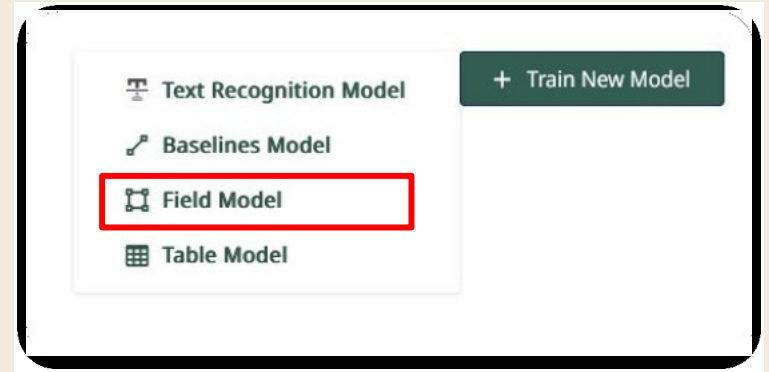 Text Recognition Model
+ Train New Model
Baselines Model
Field Model
Table Model